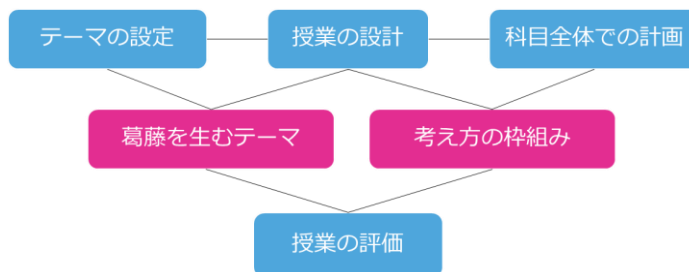 テーマの設定
授業の設計
科目全体での計画
葛藤を生むテーマ
考え方の枠組み
授業の評価